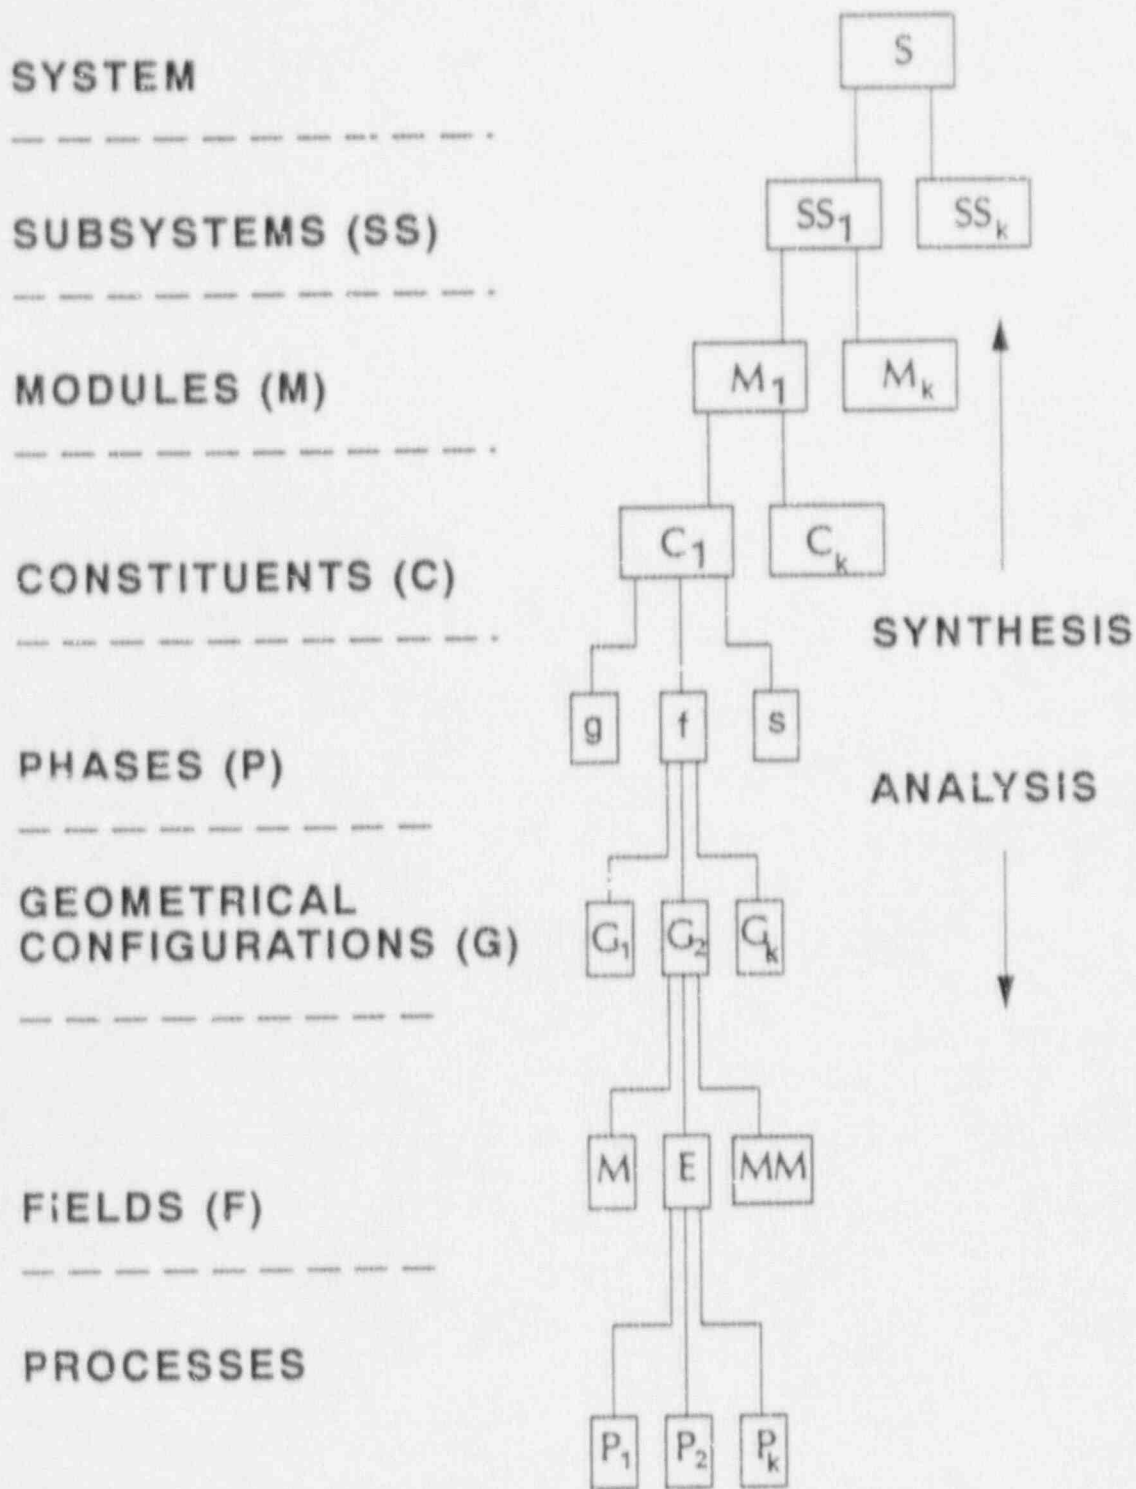 S
SYSTEM
SS1 SSk
SUBSYSTEMS (SS)
M1 Mk
MODULES (M)
C1 Ck
CONSTITUENTS (C)
SYNTHESIS
g f s
PHASES (P)
ANALYSIS
GEOMETRICAL
CONFIGURATIONS (G)
G1 G2 Gk
M E MM
FiELDS (F)
PROCESSES
P1 P2 Pk